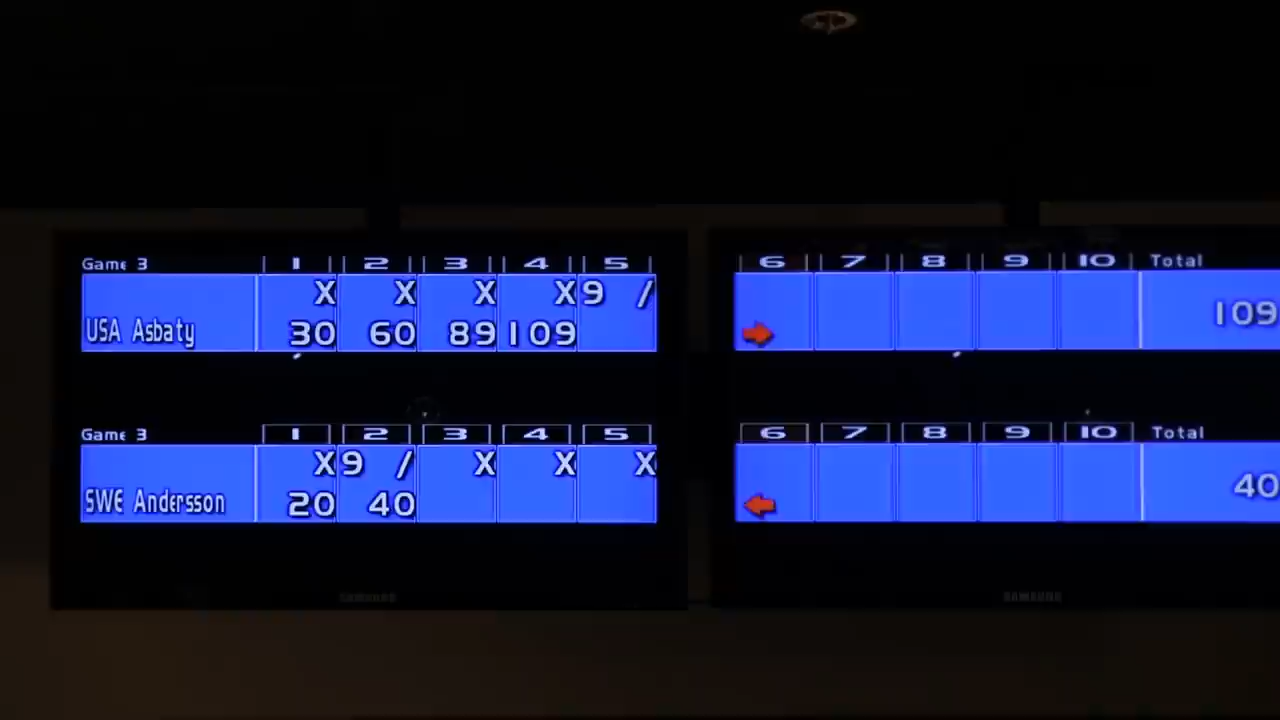 Game 3 1 2 3 4 5 6 7 8 9 10 Total
X X X X 9 /
USA Asbaty 30 60 89 109 109
Game 3 1 2 3 4 5 6 7 8 9 10 Total
X 9 / X X X
SWE Andersson 20 40 40
SAMSUNG SAMSUNG